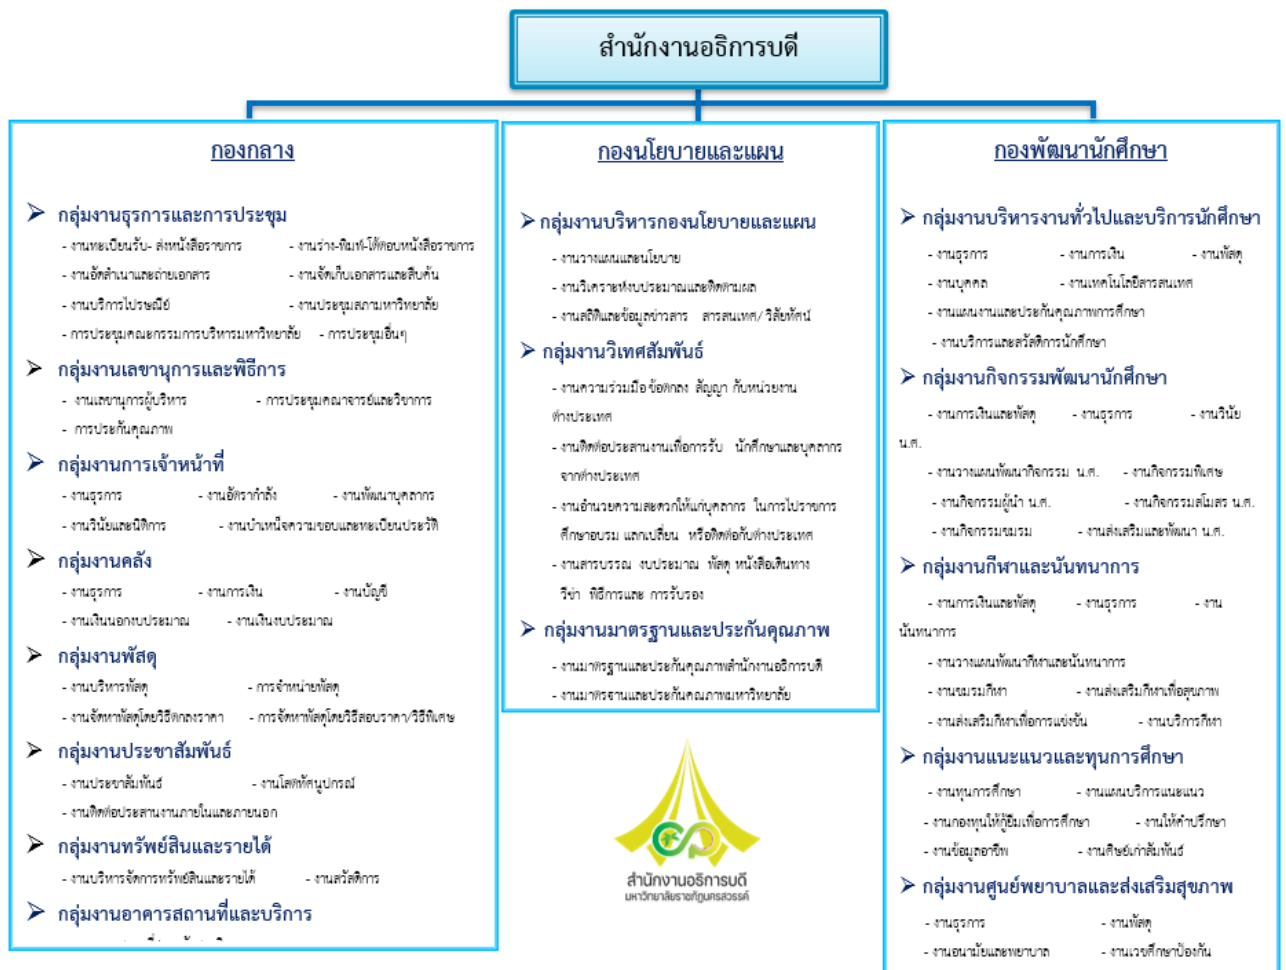 สำนักงานอธิการบดี
กองกลาง
➢ กลุ่มงานธุรการและการประชุม
- งานทะเบียนรับ- ส่งหนังสือราชการ - งานร่าง-พิมพ์-โต้ตอบหนังสือราชการ
- งานอัดสำเนาและถ่ายเอกสาร - งานจัดเก็บเอกสารและสืบค้น
- งานบริการไปรษณีย์ - งานประชุมสภามหาวิทยาลัย
- การประชุมคณะกรรมการบริหารมหาวิทยาลัย - การประชุมอื่นๆ
➢ กลุ่มงานเลขานุการและพิธีการ
- งานเลขานุการผู้บริหาร - การประชุมคณาจารย์และวิชาการ
- การประกันคุณภาพ
➢ กลุ่มงานการเจ้าหน้าที่
- งานธุรการ - งานอัตรากำลัง - งานพัฒนาบุคลากร
- งานวินัยและนิติการ - งานบำเหน็จความชอบและทะเบียนประวัติ
➢ กลุ่มงานคลัง
- งานธุรการ - งานการเงิน - งานบัญชี
- งานเงินนอกงบประมาณ - งานเงินงบประมาณ
➢ กลุ่มงานพัสดุ
- งานบริหารพัสดุ - การจำหน่ายพัสดุ
- งานจัดหาพัสดุโดยวิธีตกลงราคา - การจัดหาพัสดุโดยวิธีสอบราคา/วิธีพิเศษ
➢ กลุ่มงานประชาสัมพันธ์
- งานประชาสัมพันธ์ - งานโสตทัศนูปกรณ์
- งานติดต่อประสานงานภายในและภายนอก
➢ กลุ่มงานทรัพย์สินและรายได้
- งานบริหารจัดการทรัพย์สินและรายได้ - งานสวัสดิการ
➢ กลุ่มงานอาคารสถานที่และบริการ
กองนโยบายและแผน
➢ กลุ่มงานบริหารกองนโยบายและแผน
- งานวางแผนและนโยบาย
- งานวิเคราะห์งบประมาณและติดตามผล
- งานสถิติและข้อมูลข่าวสาร สารสนเทศ/ วิสัยทัศน์
➢ กลุ่มงานวิเทศสัมพันธ์
- งานความร่วมมือ ข้อตกลง สัญญา กับหน่วยงาน
ต่างประเทศ
- งานติดต่อประสานงานเพื่อการรับ นักศึกษาและบุคลากร
จากต่างประเทศ
- งานอำนวยความสะดวกให้แก่บุคลากร ในการไปราชการ
ศึกษาอบรม แลกเปลี่ยน หรือติดต่อกับต่างประเทศ
- งานสารบรรณ งบประมาณ พัสดุ หนังสือเดินทาง
วีซ่า พิธีการและ การรับรอง
➢ กลุ่มงานมาตรฐานและประกันคุณภาพ
- งานมาตรฐานและประกันคุณภาพสำนักงานอธิการบดี
- งานมาตรฐานและประกันคุณภาพมหาวิทยาลัย
สำนักงานอธิการบดี
มหาวิทยาลัยราชภัฏนครสวรรค์
กองพัฒนานักศึกษา
➢ กลุ่มงานบริหารงานทั่วไปและบริการนักศึกษา
- งานธุรการ - งานการเงิน - งานพัสดุ
- งานบุคคล - งานเทคโนโลยีสารสนเทศ
- งานแผนงานและประกันคุณภาพการศึกษา
- งานบริการและสวัสดิการนักศึกษา
➢ กลุ่มงานกิจกรรมพัฒนานักศึกษา
- งานการเงินและพัสดุ - งานธุรการ - งานวินัย
น.ศ.
- งานวางแผนพัฒนากิจกรรม น.ศ. - งานกิจกรรมพิเศษ
- งานกิจกรรมผู้นำ น.ศ. - งานกิจกรรมสโมสร น.ศ.
- งานกิจกรรมชมรม - งานส่งเสริมและพัฒนา น.ศ.
➢ กลุ่มงานกีฬาและนันทนาการ
- งานการเงินและพัสดุ - งานธุรการ - งาน
นันทนาการ
- งานวางแผนพัฒนากีฬาและนันทนาการ
- งานชมรมกีฬา - งานส่งเสริมกีฬาเพื่อสุขภาพ
- งานส่งเสริมกีฬาเพื่อการแข่งขัน - งานบริการกีฬา
➢ กลุ่มงานแนะแนวและทุนการศึกษา
- งานทุนการศึกษา - งานแผนบริการแนะแนว
- งานกองทุนให้กู้ยืมเพื่อการศึกษา - งานให้คำปรึกษา
- งานข้อมูลอาชีพ - งานศิษย์เก่าสัมพันธ์
➢ กลุ่มงานศูนย์พยาบาลและส่งเสริมสุขภาพ
- งานธุรการ - งานพัสดุ
- งานอนามัยและพยาบาล - งานเวชศึกษาป้องกัน